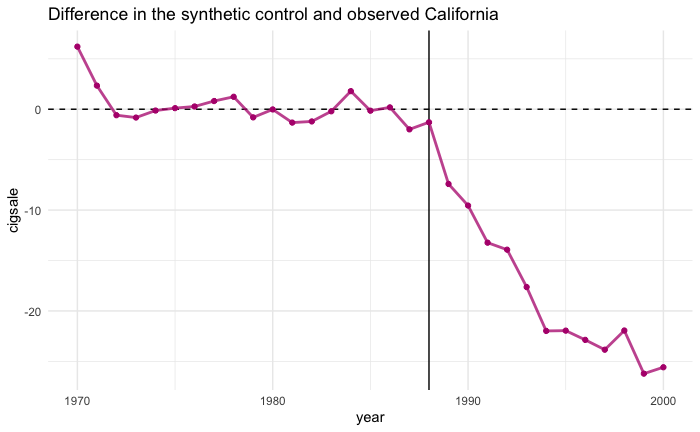 Difference in the synthetic control and observed California
cigsale
0
-10
-20
1970
1980
1990
2000
year